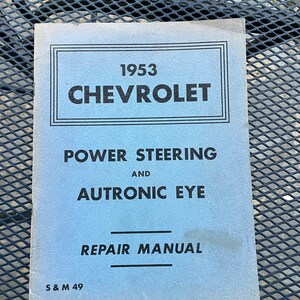 1953
CHEVROLET
POWER STEERING
AND
AUTRONIC EYE
REPAIR MANUAL
S & M 49